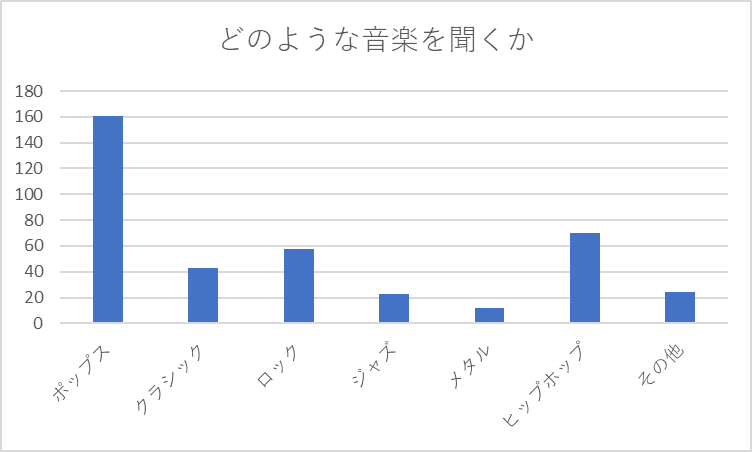 どのような音楽を聞くか
180
160
140
120
100
80
60
40
20
0
ポップス
クラシック
ロック
ジャズ
メタル
ヒップホップ
その他